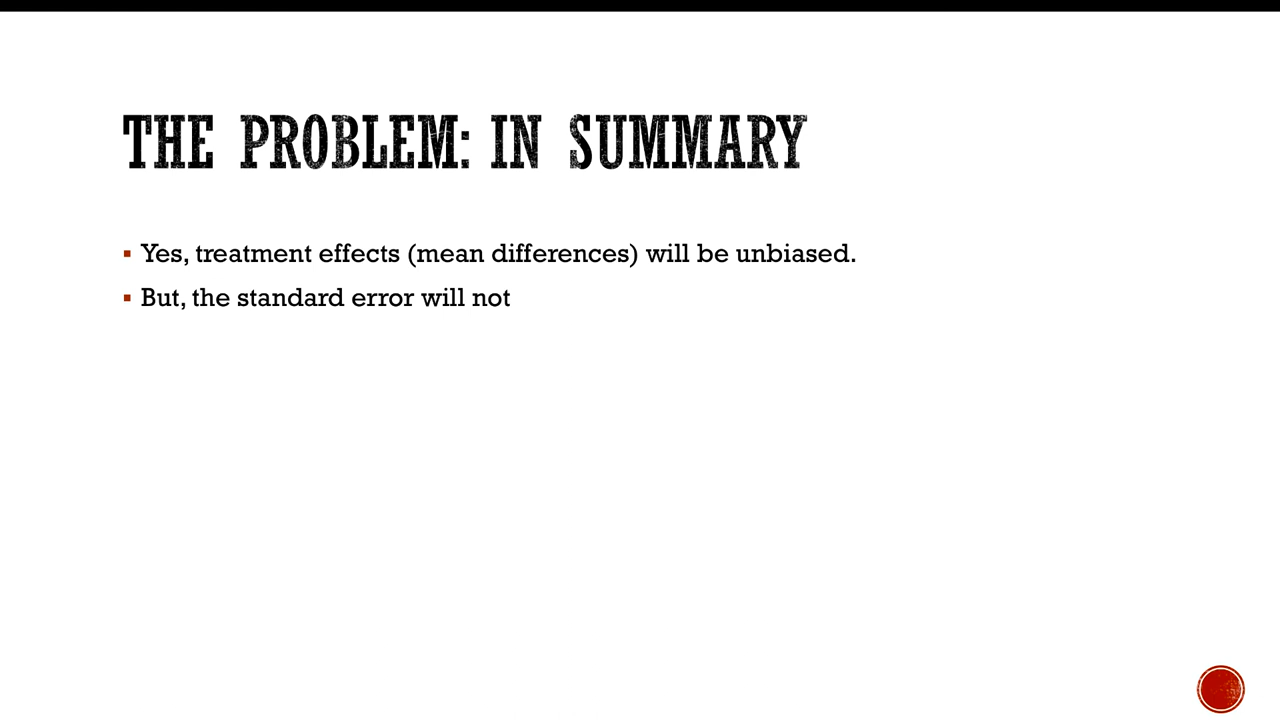 THE PROBLEM: IN SUMMARY
▪ Yes, treatment effects (mean differences) will be unbiased.
▪ But, the standard error will not